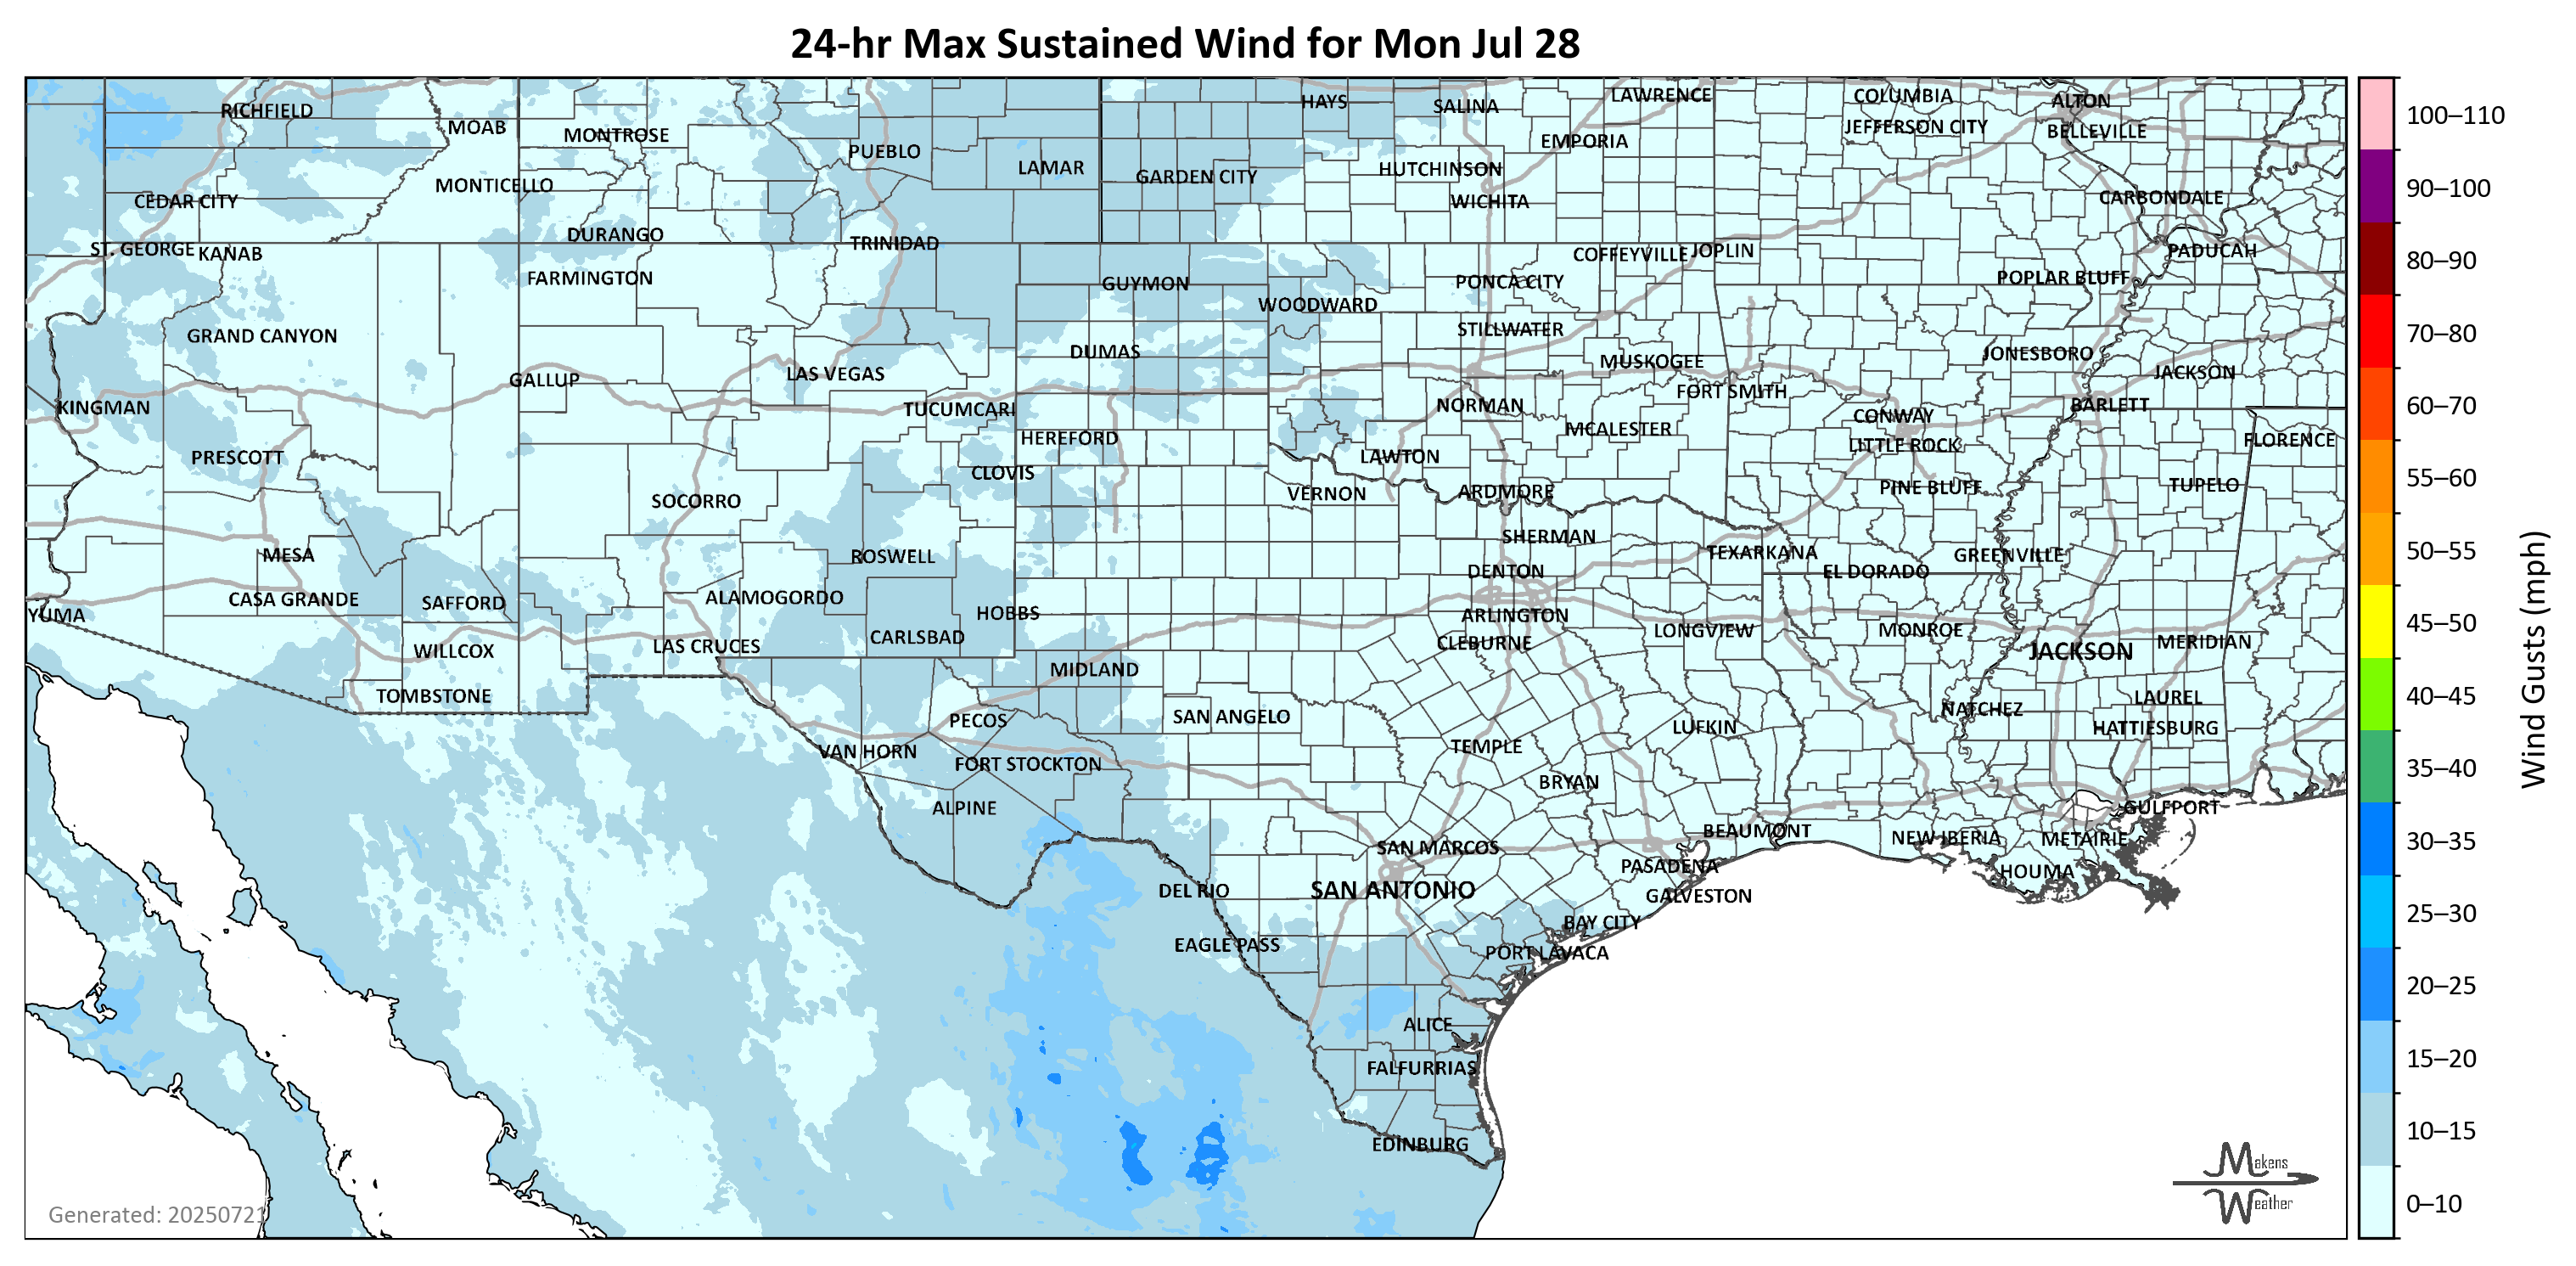 24-hr Max Sustained Wind for Mon Jul 28
RICHFIELD
MOAB
MONTROSE
PUEBLO
LAMAR
HAYS
SALINA
LAWRENCE
COLUMBIA
ALTON
EMPORIA
JEFFERSON CITY
BELLEVILLE
CEDAR CITY
MONTICELLO
GARDEN CITY
HUTCHINSON
WICHITA
CARBONDALE
ST. GEORGE
KANAB
DURANGO
TRINIDAD
COFFEYVILLE
JOPLIN
PADUCAH
FARMINGTON
GUYMON
WOODWARD
PONCA CITY
POPLAR BLUFF
GRAND CANYON
DUMAS
STILLWATER
MUSKOGEE
JONESBORO
GALLUP
LAS VEGAS
FORT SMITH
JACKSON
KINGMAN
TUCUMCARI
NORMAN
CONWAY
BARLETT
HEREFORD
MCALESTER
LITTLE ROCK
FLORENCE
PRESCOTT
CLOVIS
LAWTON
SOCORRO
VERNON
ARDMORE
PINE BLUFF
TUPELO
MESA
ROSWELL
SHERMAN
TEXARKANA
GREENVILLE
DENTON
EL DORADO
YUMA
CASA GRANDE
SAFFORD
ALAMOGORDO
HOBBS
ARLINGTON
WILLCOX
LAS CRUCES
CARLSBAD
CLEBURNE
LONGVIEW
MONROE
JACKSON
MERIDIAN
TOMBSTONE
MIDLAND
LAUREL
PECOS
SAN ANGELO
LUFKIN
NATCHEZ
HATTIESBURG
VAN HORN
FORT STOCKTON
TEMPLE
BRYAN
ALPINE
GULFPORT
SAN MARCOS
BEAUMONT
NEW IBERIA
METAIRIE
DEL RIO
SAN ANTONIO
PASADENA
GALVESTON
HOUMA
EAGLE PASS
BAY CITY
PORT LAVACA
ALICE
FALFURRIAS
EDINBURG
Generated: 20250721
Makens
Weather
100–110
90–100
80–90
70–80
60–70
55–60
50–55
45–50
40–45
35–40
30–35
25–30
20–25
15–20
10–15
0–10
Wind Gusts (mph)